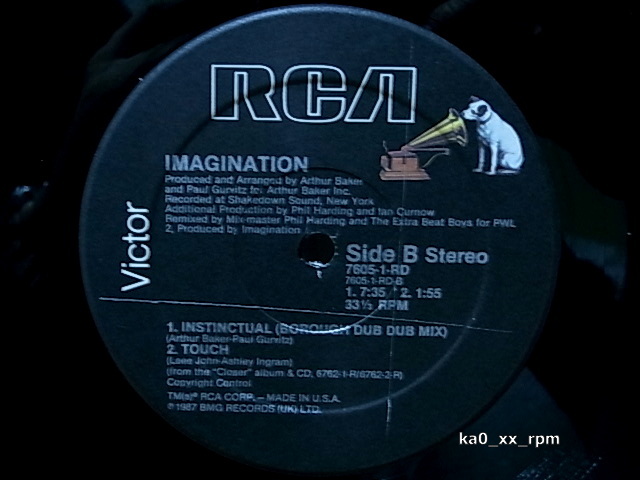 RCA
Victor
IMAGINATION
Produced and Arranged by Arthur Baker
and Paul Gurvitz for Arthur Baker Inc.
Recorded at Shakedown Sound, New York
Additional Production by Phil Harding and Ian Curnow
Remixed by Mix-master Phil Harding and The Extra Beat Boys for PWL
2, Produced by Imagination
Side B Stereo
7605-1-RD
7605-1-RD-B
1. 7:35 2. 1:55
33⅓ RPM
1. INSTINCTUAL (BOROUGH DUB DUB MIX)
(Arthur Baker-Paul Gurvitz)
2. TOUCH
(Leee John-Ashley Ingram)
(from the "Closer" album & CD, 6762-1-R/6762-2-R)
Copyright Control
TM(s)® RCA CORP. – MADE IN U.S.A.
℗ 1987 BMG RECORDS (UK) LTD.
ka0_xx_rpm